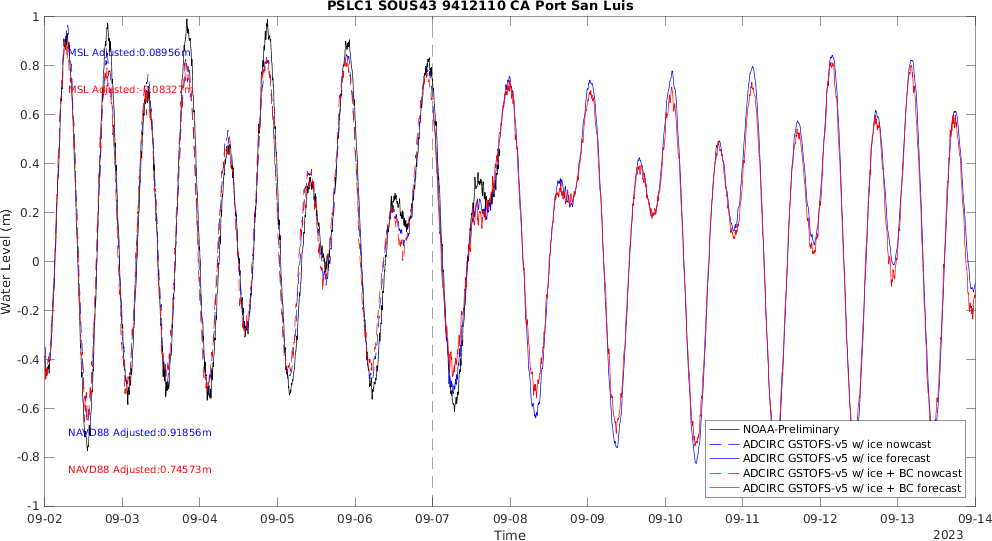 PSLC1 SOUS43 9412110 CA Port San Luis
1
0.8
0.6
0.4
0.2
0
-0.2
-0.4
-0.6
-0.8
-1
Water Level (m)
MSL Adjusted:0.08956m
MSL Adjusted:-0.08327m
NAVD88 Adjusted:0.91856m
NAVD88 Adjusted:0.74573m
NOAA-Preliminary
ADCIRC GSTOFS-v5 w/ ice nowcast
ADCIRC GSTOFS-v5 w/ ice forecast
ADCIRC GSTOFS-v5 w/ ice + BC nowcast
ADCIRC GSTOFS-v5 w/ ice + BC forecast
09-02 09-03 09-04 09-05 09-06 09-07 09-08 09-09 09-10 09-11 09-12 09-13 09-14
Time
2023